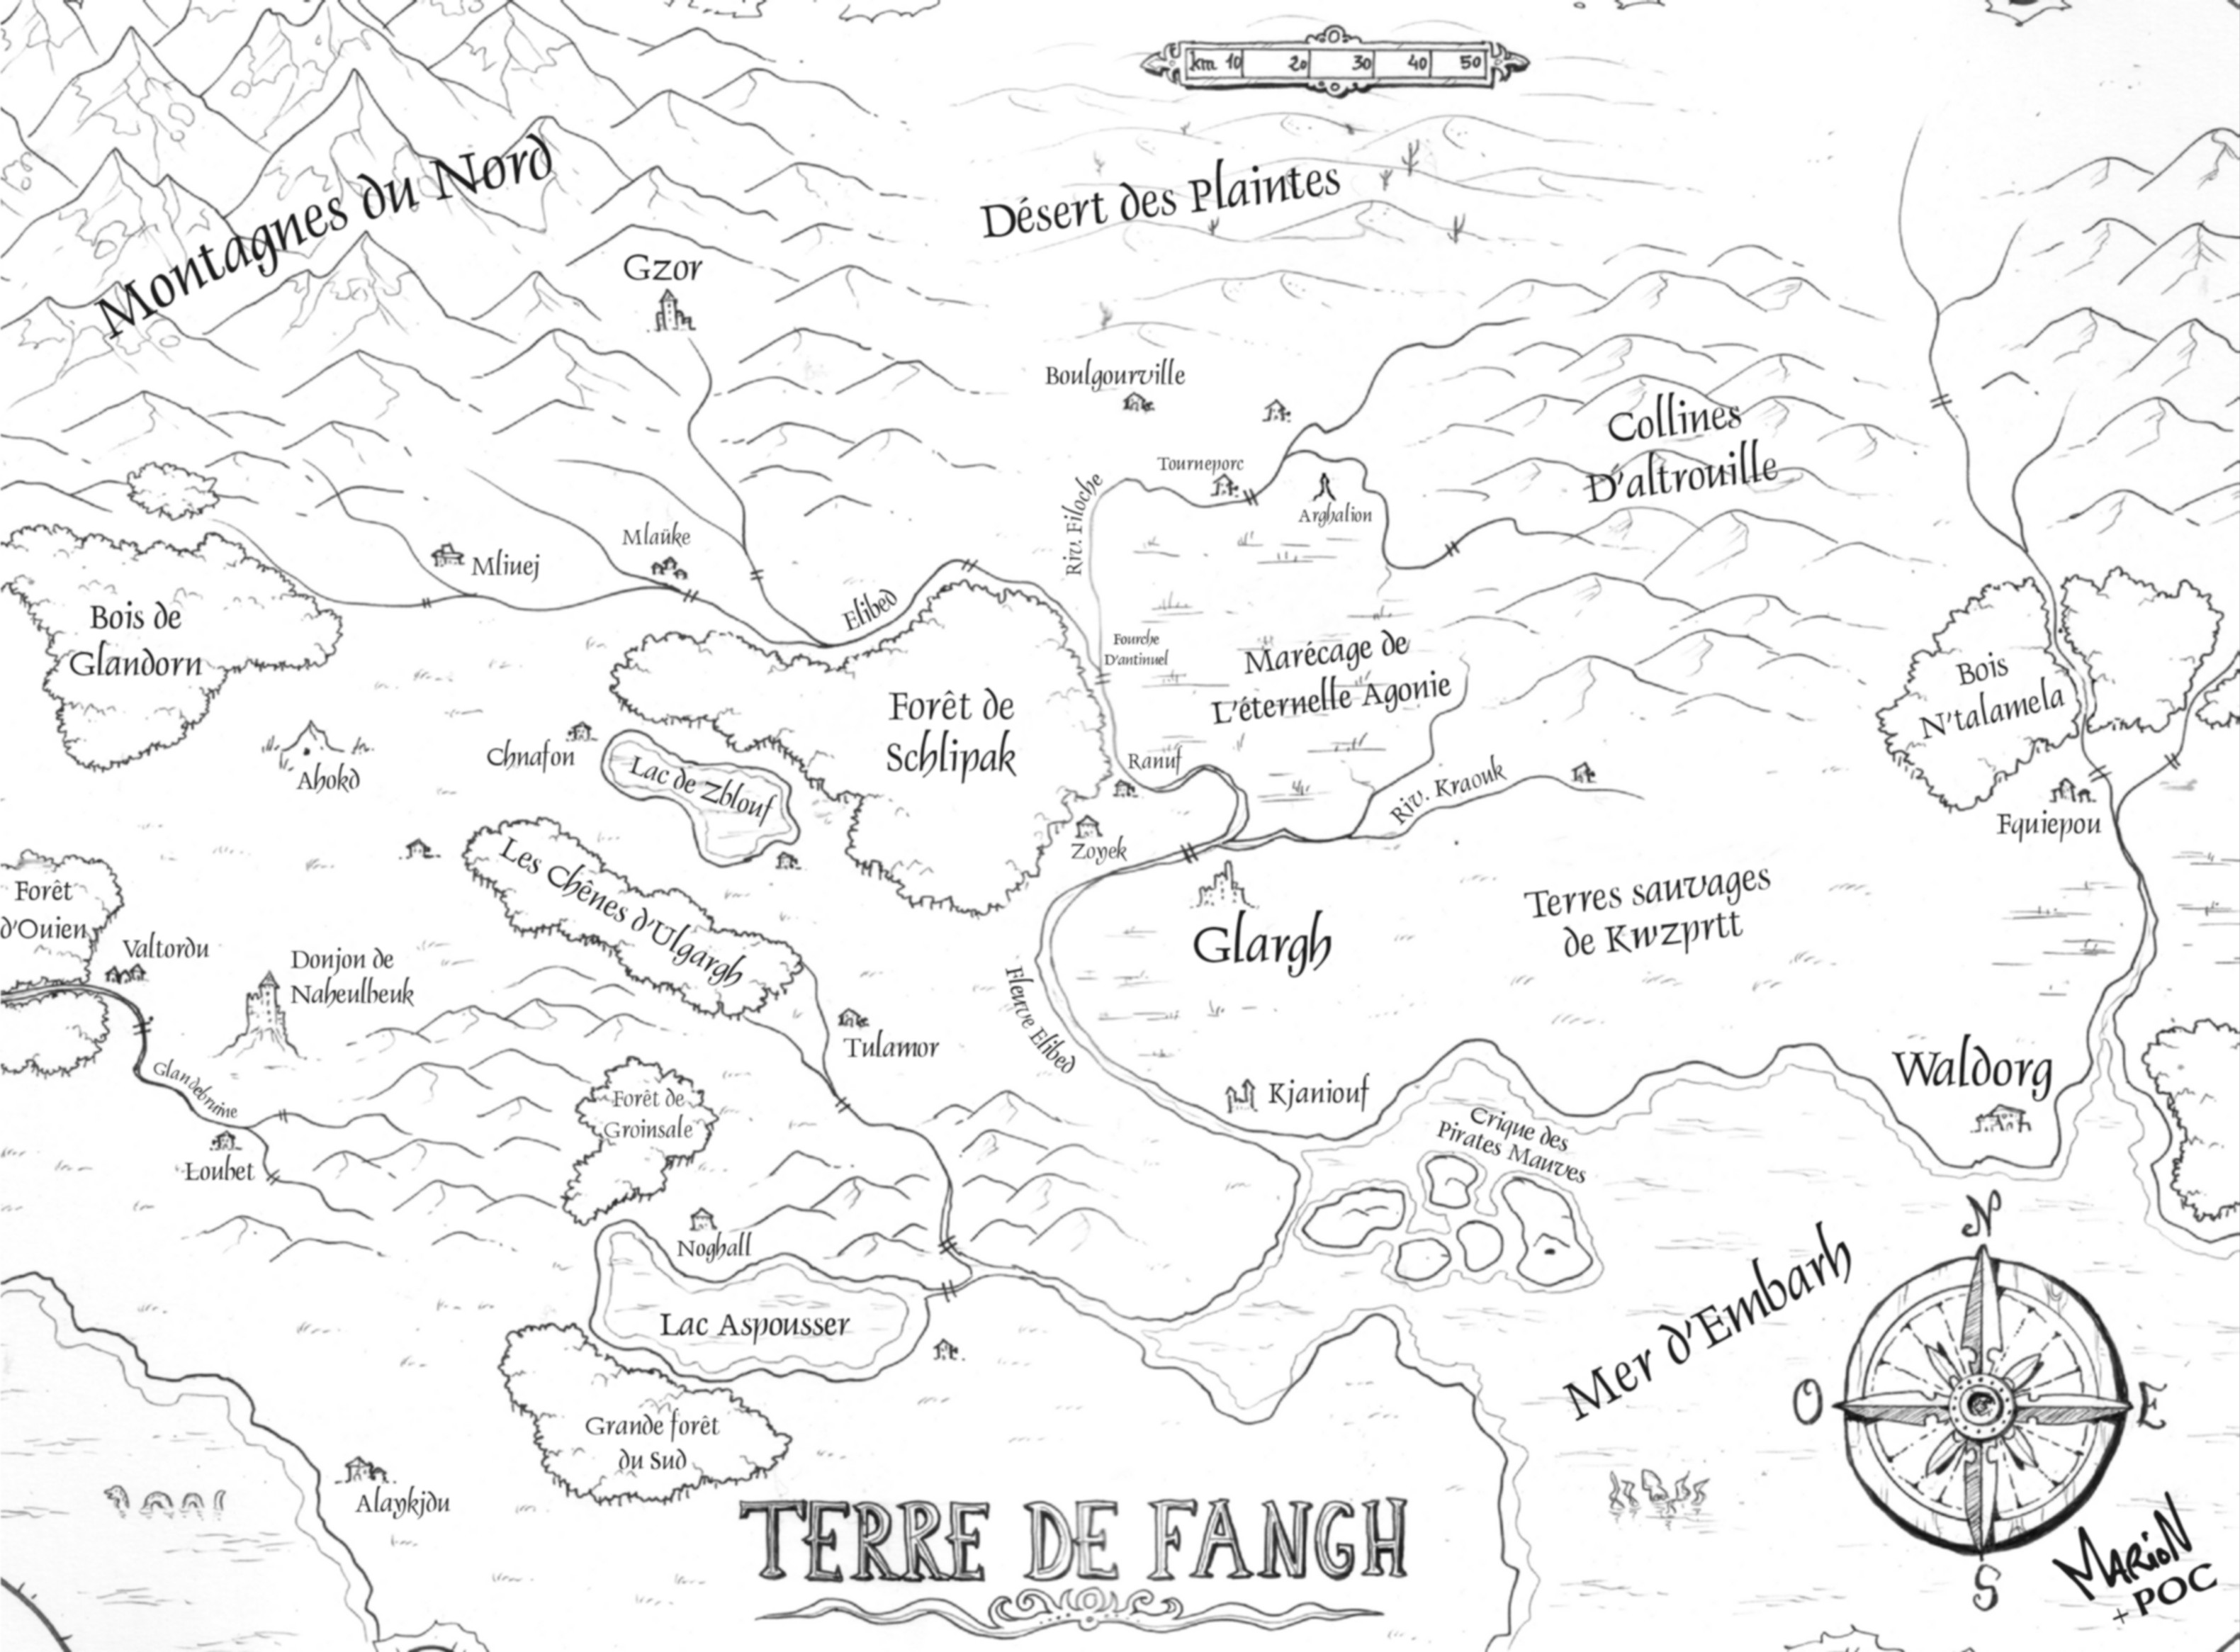 km 10 20 30 40 50
Montagnes du Nord
Désert des Plaintes
Gzor
Boulgourville
Collines
D'altrouille
Tourneporc
Riv. Filoche
Arghalion
Mlaüke
Mliuej
Elibed
Bois de
Glandorn
Fourche
D'antinuel
Marécage de
L'éternelle Agonie
Bois
N'talamela
Forêt de
Schlipak
Chnafon
Ahokd
Lac de Zblouf
Ranuf
Riv. Kraouk
Fquiepou
Zoyek
Les Chênes d'Ulgargh
Forêt
d'Ouien
Valtordu
Donjon de
Naheulbeuk
Glargh
Terres sauvages
de Kwzprtt
Fleuve Elibed
Tulamor
Waldorg
Glandebruine
Forêt de
Groinsale
Kjaniouf
Crique des
Pirates Mauves
Loubet
Noghall
Lac Aspousser
Mer d'Embarh
N
O
E
S
Grande forêt
du Sud
Alaykjdu
TERRE DE FANGH
MARION
+ POC